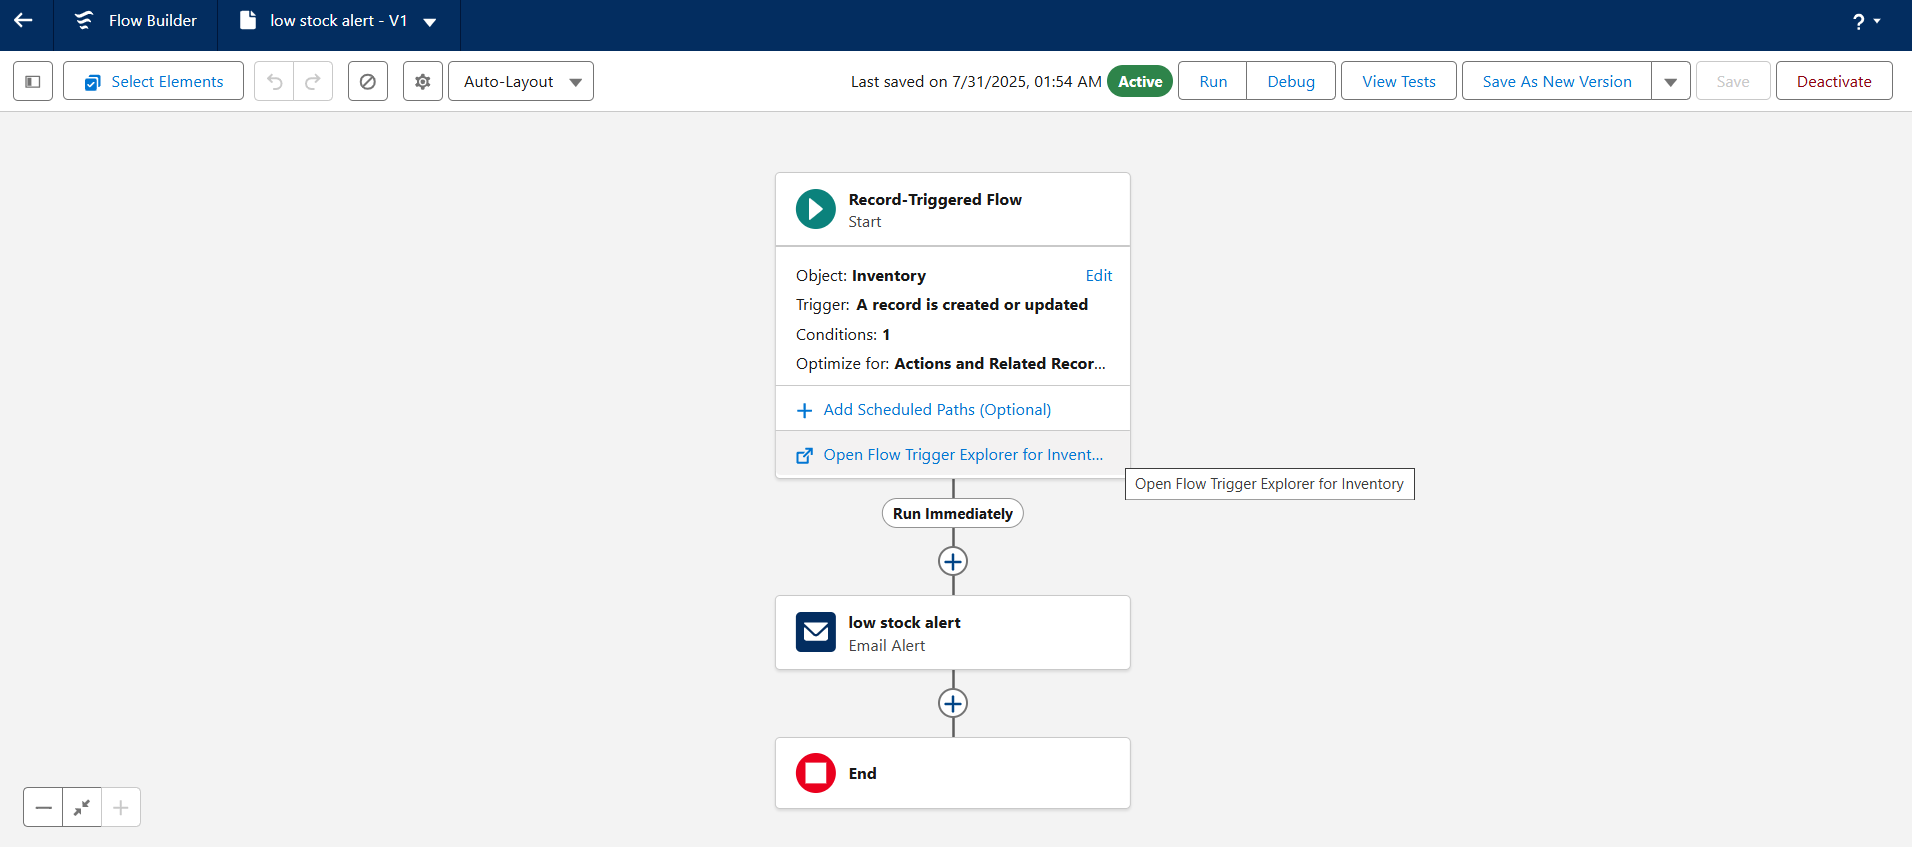 Flow Builder
low stock alert - V1
?
Select Elements
Auto-Layout
Last saved on 7/31/2025, 01:54 AM
Active
Run
Debug
View Tests
Save As New Version
Save
Deactivate
Record-Triggered Flow
Start
Object: Inventory
Edit
Trigger: A record is created or updated
Conditions: 1
Optimize for: Actions and Related Recor...
Add Scheduled Paths (Optional)
Open Flow Trigger Explorer for Invent...
Open Flow Trigger Explorer for Inventory
Run Immediately
low stock alert
Email Alert
End